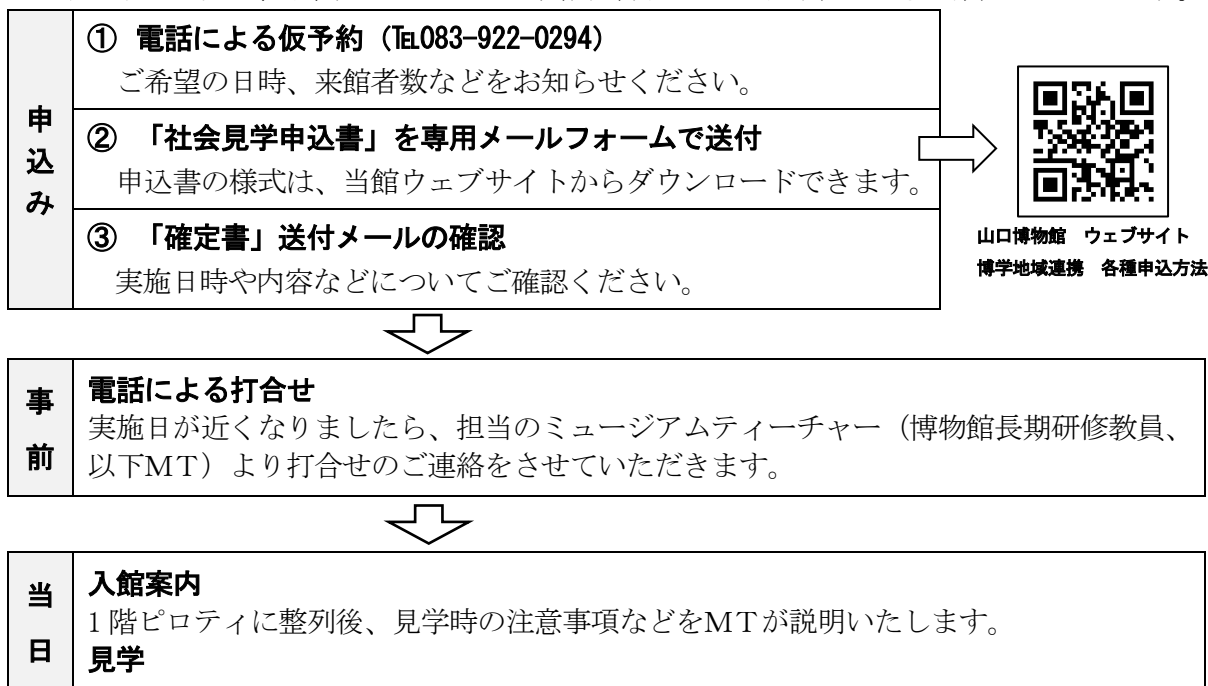 申込み
① 電話による仮予約（℡083-922-0294）
ご希望の日時、来館者数などをお知らせください。
② 「社会見学申込書」を専用メールフォームで送付
申込書の様式は、当館ウェブサイトからダウンロードできます。
③ 「確定書」送付メールの確認
実施日時や内容などについてご確認ください。
山口博物館 ウェブサイト
博学地域連携 各種申込方法
事前
電話による打合せ
実施日が近くなりましたら、担当のミュージアムティーチャー（博物館長期研修教員、
以下ＭＴ）より打合せのご連絡をさせていただきます。
当日
入館案内
1階ピロティに整列後、見学時の注意事項などをＭＴが説明いたします。
見学